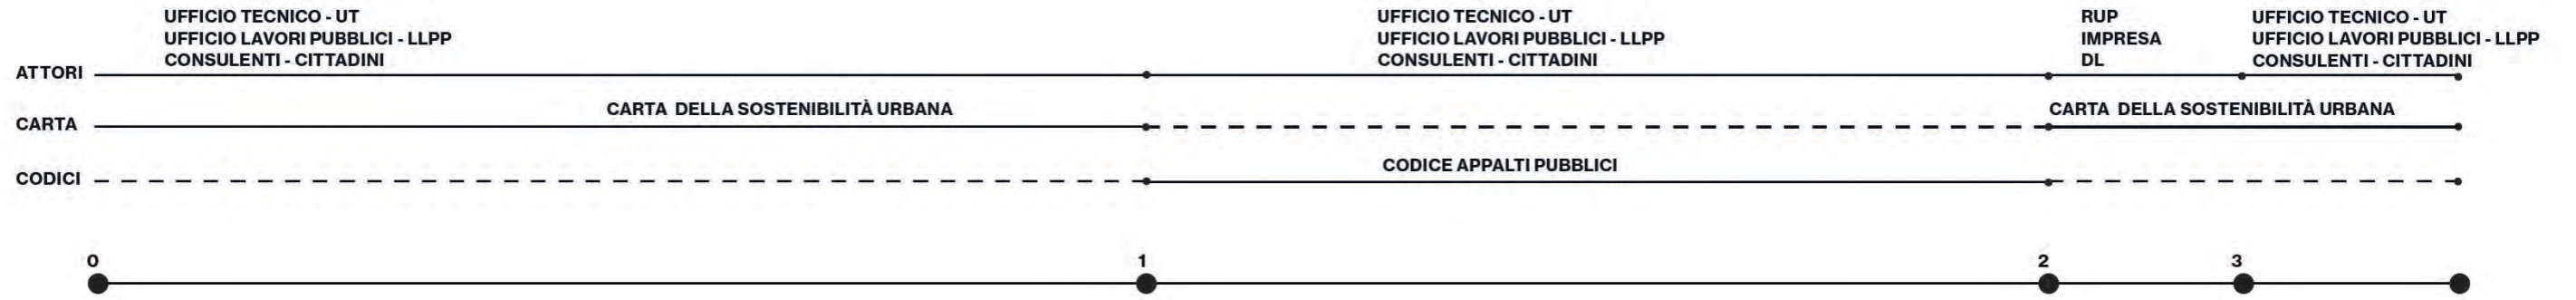 UFFICIO TECNICO - UT
UFFICIO LAVORI PUBBLICI - LLPP
CONSULENTI - CITTADINI
UFFICIO TECNICO - UT
UFFICIO LAVORI PUBBLICI - LLPP
CONSULENTI - CITTADINI
RUP
IMPRESA
DL
UFFICIO TECNICO - UT
UFFICIO LAVORI PUBBLICI - LLPP
CONSULENTI - CITTADINI
ATTORI
CARTA DELLA SOSTENIBILITÀ URBANA
CARTA DELLA SOSTENIBILITÀ URBANA
CARTA
CODICE APPALTI PUBBLICI
CODICI
0
1
2
3